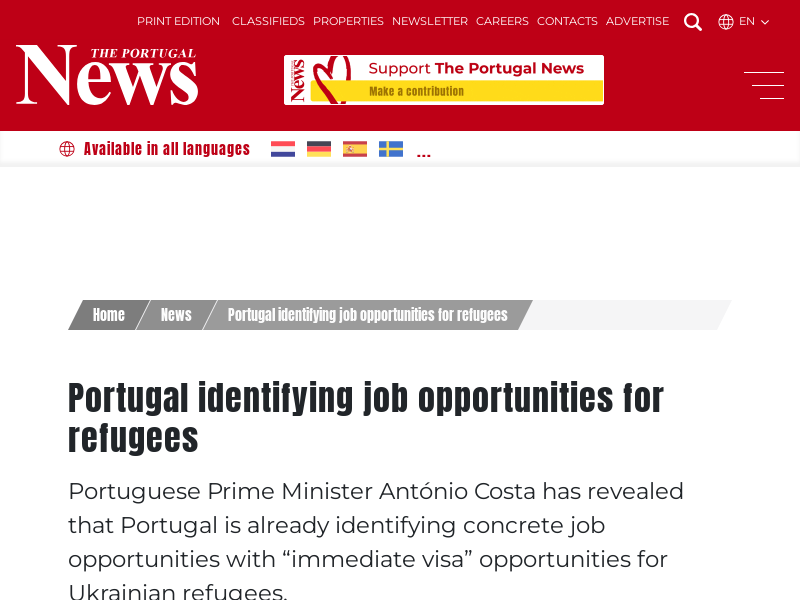 PRINT EDITION CLASSIFIEDS PROPERTIES NEWSLETTER CAREERS CONTACTS ADVERTISE EN
THE PORTUGAL
News
News
Support The Portugal News
Make a contribution
Available in all languages ...
Home News Portugal identifying job opportunities for refugees
Portugal identifying job opportunities for
refugees
Portuguese Prime Minister António Costa has revealed
that Portugal is already identifying concrete job
opportunities with “immediate visa” opportunities for
Ukrainian refugees.